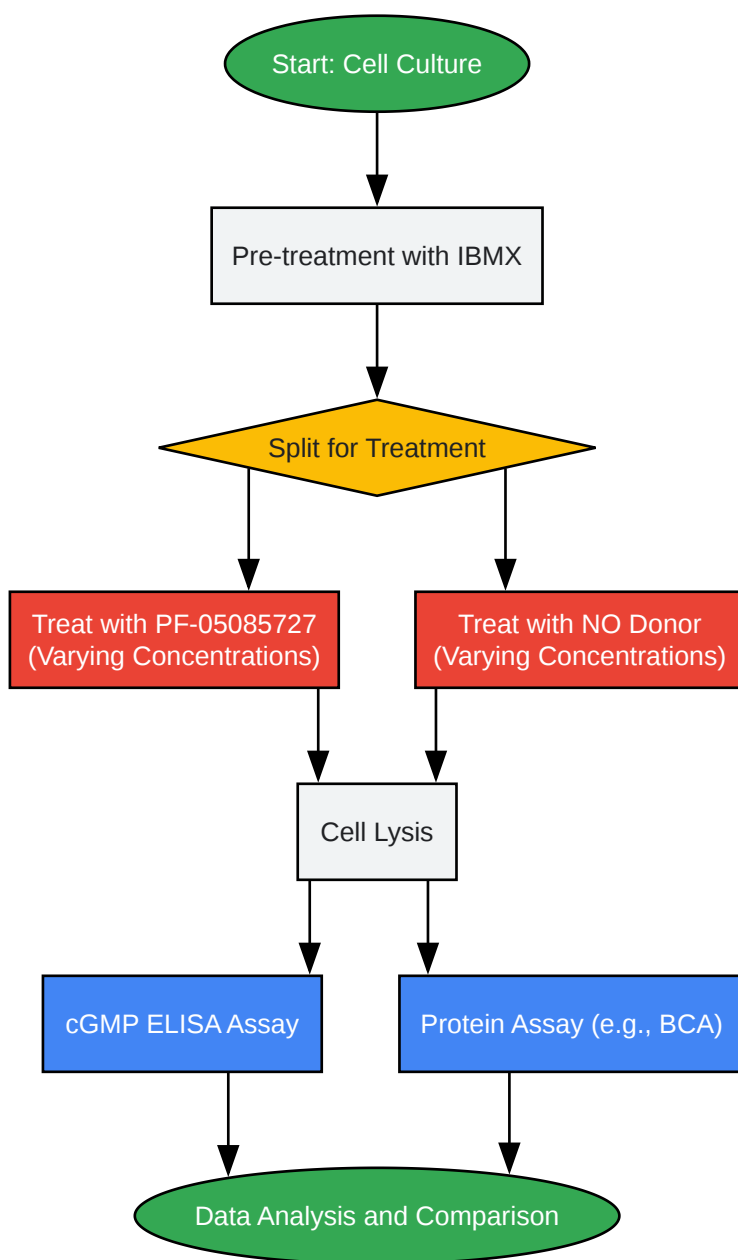 Start: Cell Culture
Pre-treatment with IBMX
Split for Treatment
Treat with PF-05085727
(Varying Concentrations)
Treat with NO Donor
(Varying Concentrations)
Cell Lysis
cGMP ELISA Assay
Protein Assay (e.g., BCA)
Data Analysis and Comparison